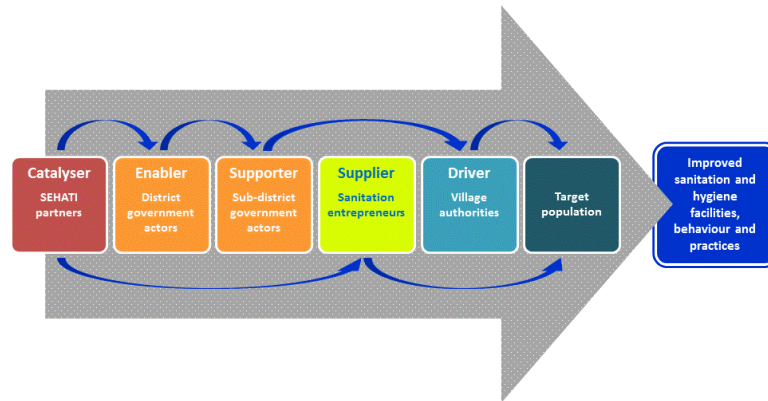 Catalyser
SEHATI
partners
Enabler
District
government
actors
Supporter
Sub-district
government
actors
Supplier
Sanitation
entrepreneurs
Driver
Village
authorities
Target
population
Improved
sanitation and
hygiene
facilities,
behaviour and
practices